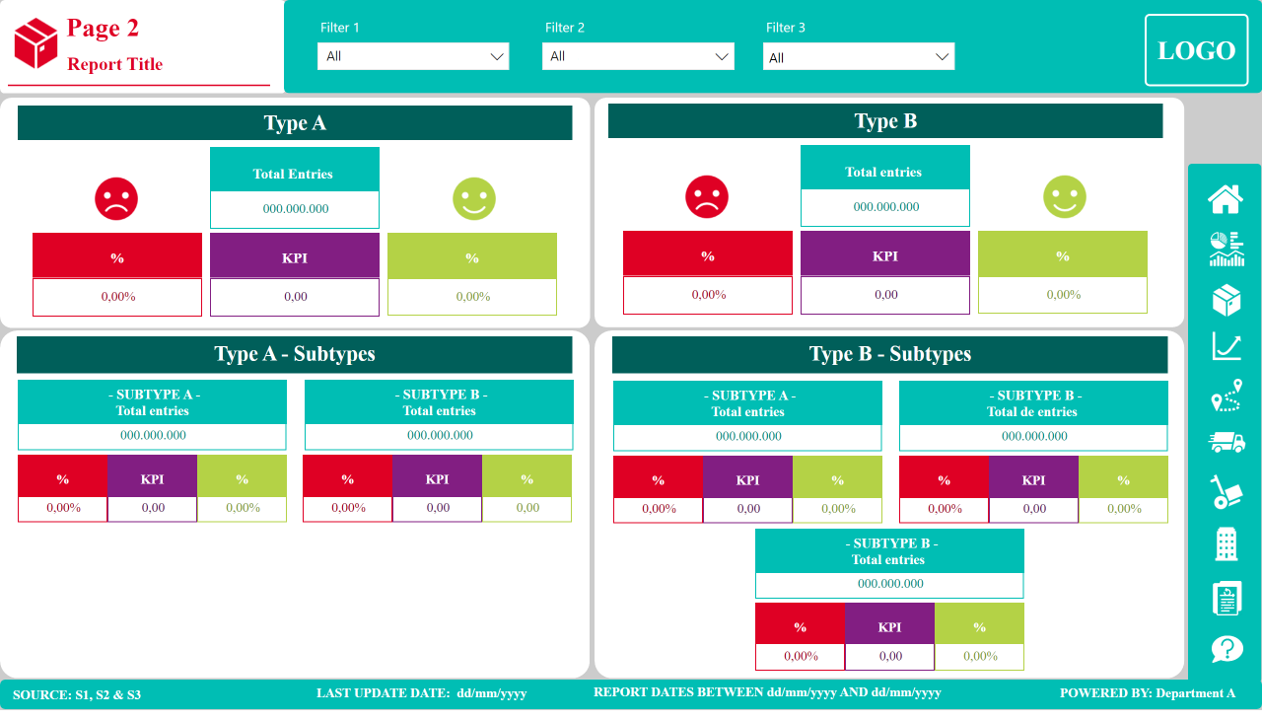 Page 2
Report Title
Filter 1
All
Filter 2
All
Filter 3
All
LOGO
Type A
Total Entries
000.000.000
%
KPI
%
0,00%
0,00
0,00%
Type B
Total entries
000.000.000
%
KPI
%
0,00%
0,00
0,00%
Type A - Subtypes
- SUBTYPE A -
Total entries
000.000.000
%
KPI
%
0,00%
0,00
0,00%
- SUBTYPE B -
Total entries
000.000.000
%
KPI
%
0,00%
0,00
0,00
Type B - Subtypes
- SUBTYPE A -
Total entries
000.000.000
%
KPI
%
0,00%
0,00
0,00%
- SUBTYPE B -
Total de entries
000.000.000
%
KPI
%
0,00%
0,00
0,00%
- SUBTYPE B -
Total entries
000.000.000
%
KPI
%
0,00%
0,00
0,00%
?
SOURCE: S1, S2 & S3
LAST UPDATE DATE: dd/mm/yyyy
REPORT DATES BETWEEN dd/mm/yyyy AND dd/mm/yyyy
POWERED BY: Department A